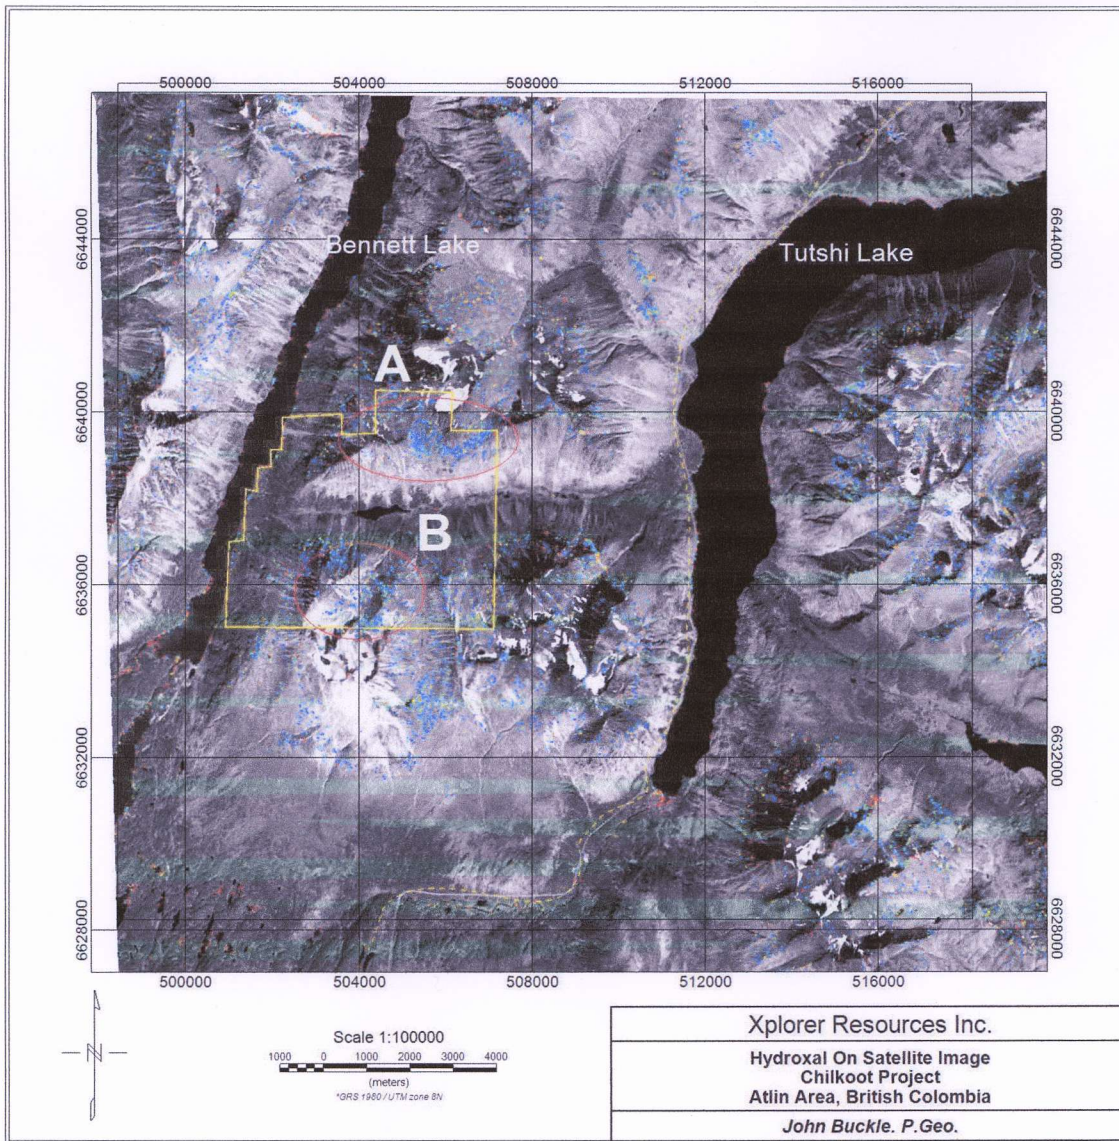 500000 504000 508000 512000 516000
6644000 6644000
Bennett Lake
Tutshi Lake
A
6640000 6640000
B
6636000 6636000
6632000 6632000
6628000 6628000
500000 504000 508000 512000 516000
N
Scale 1:100000
1000 0 1000 2000 3000 4000
(meters)
*GRS 1980 / UTM zone 8N
Xplorer Resources Inc.
Hydroxal On Satellite Image
Chilkoot Project
Atlin Area, British Colombia
John Buckle. P.Geo.